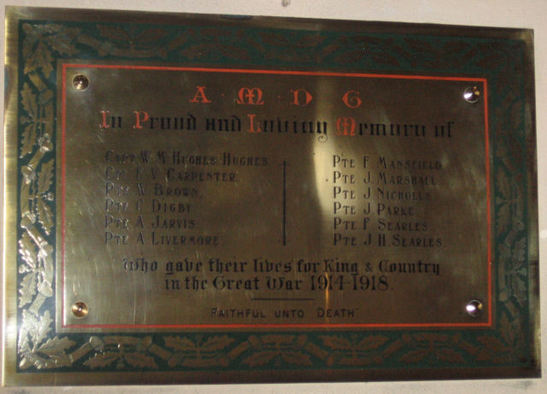 A M D G
In Proud and Loving Memory of
Capt W. M. Hughes-Hughes
F. V. Carpenter
Pte W. Brown
Pte C Digby
Pte A Jarvis
Pte A Livermore
Pte F Mansfield
Pte J Marshall
Pte J Nicholls
Pte J Parke
Pte F Searles
Pte J H Searles
Who gave their lives for King & Country
in the Great War 1914-1918.
"Faithful unto Death"